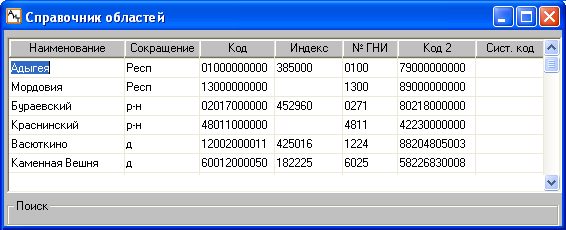 Справочник областей
Наименование Сокращение Код Индекс № ГНИ Код 2 Сист. код
Адыгея Респ 01000000000 385000 0100 79000000000
Мордовия Респ 13000000000 1300 89000000000
Бураевский р-н 02017000000 452960 0271 80218000000
Краснинский р-н 48011000000 4811 42230000000
Васюткино д 12002000011 425016 1224 88204805003
Каменная Вешня д 60012000050 182225 6025 58226830008
Поиск